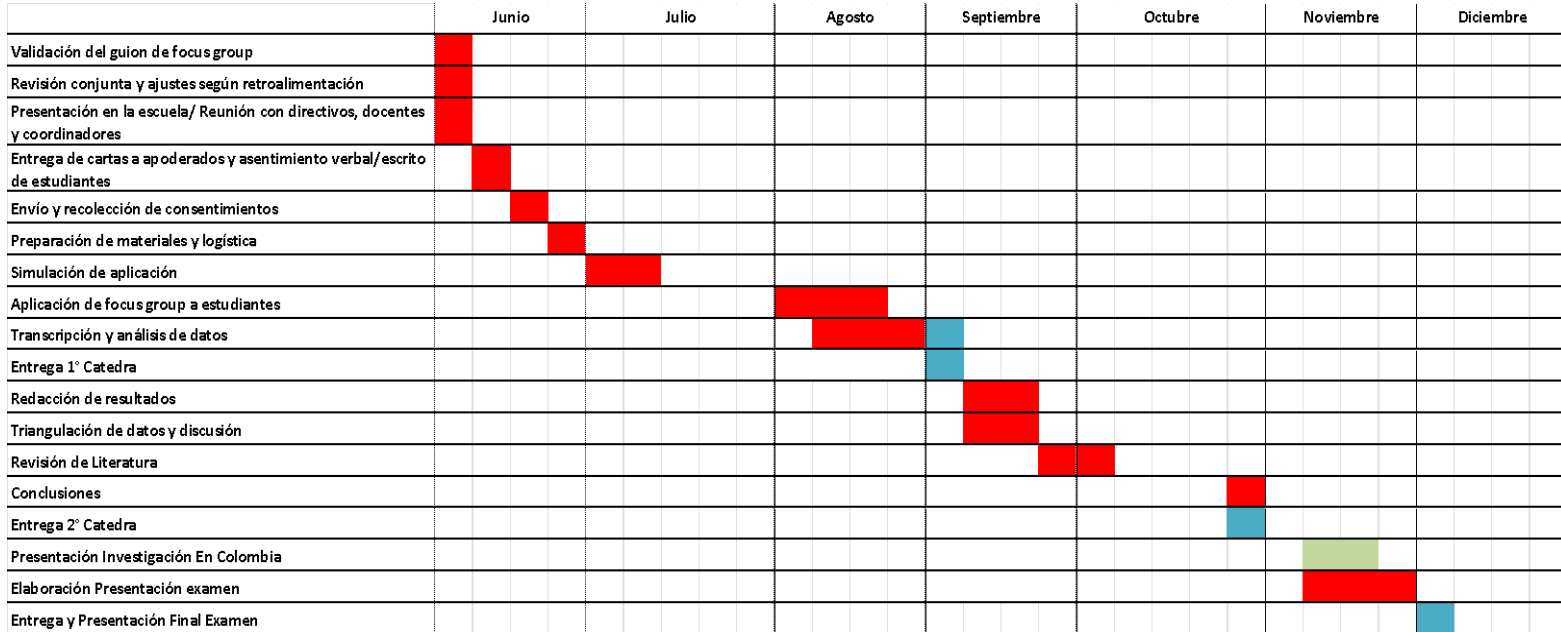 Junio Julio Agosto Septiembre Octubre Noviembre Diciembre
Validación del guion de focus group
Revisión conjunta y ajustes según retroalimentación
Presentación en la escuela/ Reunión con directivos, docentes
y coordinadores
Entrega de cartas a apoderados y asentimiento verbal/escrito
de estudiantes
Envío y recolección de consentimientos
Preparación de materiales y logística
Simulación de aplicación
Aplicación de focus group a estudiantes
Transcripción y análisis de datos
Entrega 1° Catedra
Redacción de resultados
Triangulación de datos y discusión
Revisión de Literatura
Conclusiones
Entrega 2° Catedra
Presentación Investigación En Colombia
Elaboración Presentación examen
Entrega y Presentación Final Examen